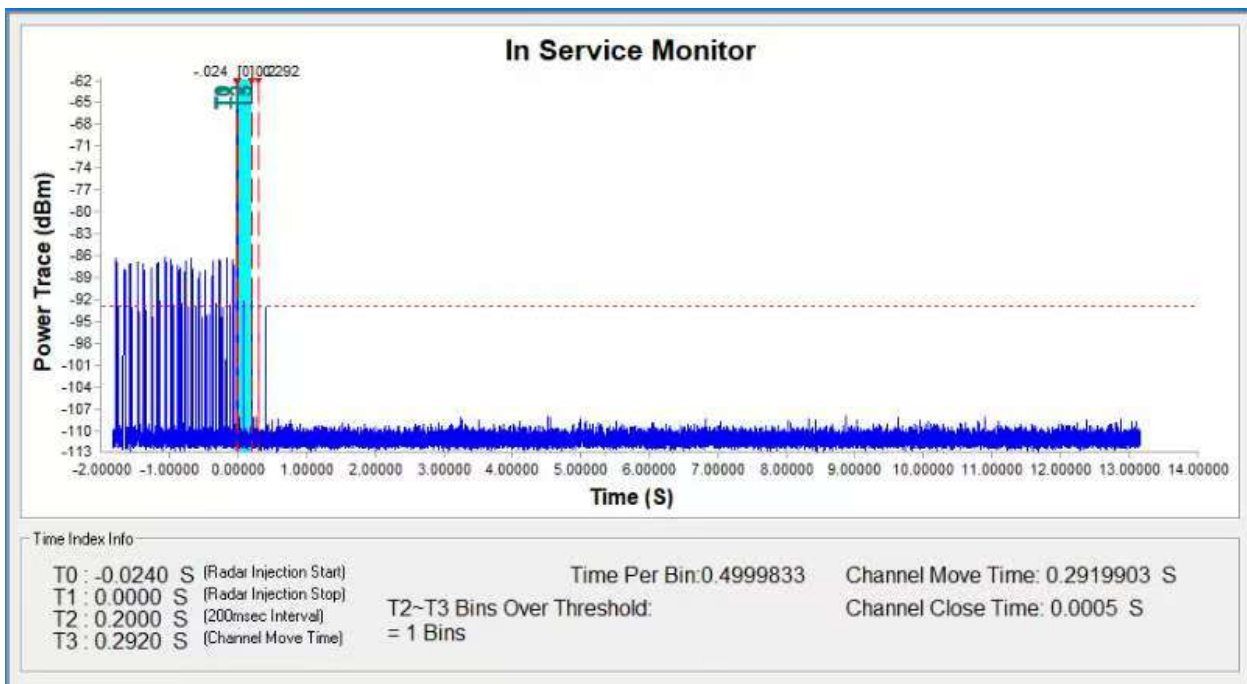 In Service Monitor
-.024
-62
-65
-68
-71
-74
-77
-80
-83
-86
-89
-92
-95
-98
-101
-104
-107
-110
-113
Power Trace (dBm)
-2.00000 -1.00000 0.00000 1.00000 2.00000 3.00000 4.00000 5.00000 6.00000 7.00000 8.00000 9.00000 10.00000 11.00000 12.00000 13.00000 14.00000
Time (S)
Time Index Info
T0 : -0.0240 S (Radar Injection Start)
T1 : 0.0000 S (Radar Injection Stop)
T2 : 0.2000 S (200msec Interval)
T3 : 0.2920 S (Channel Move Time)
Time Per Bin:0.4999833
T2~T3 Bins Over Threshold:
= 1 Bins
Channel Move Time: 0.2919903 S
Channel Close Time: 0.0005 S